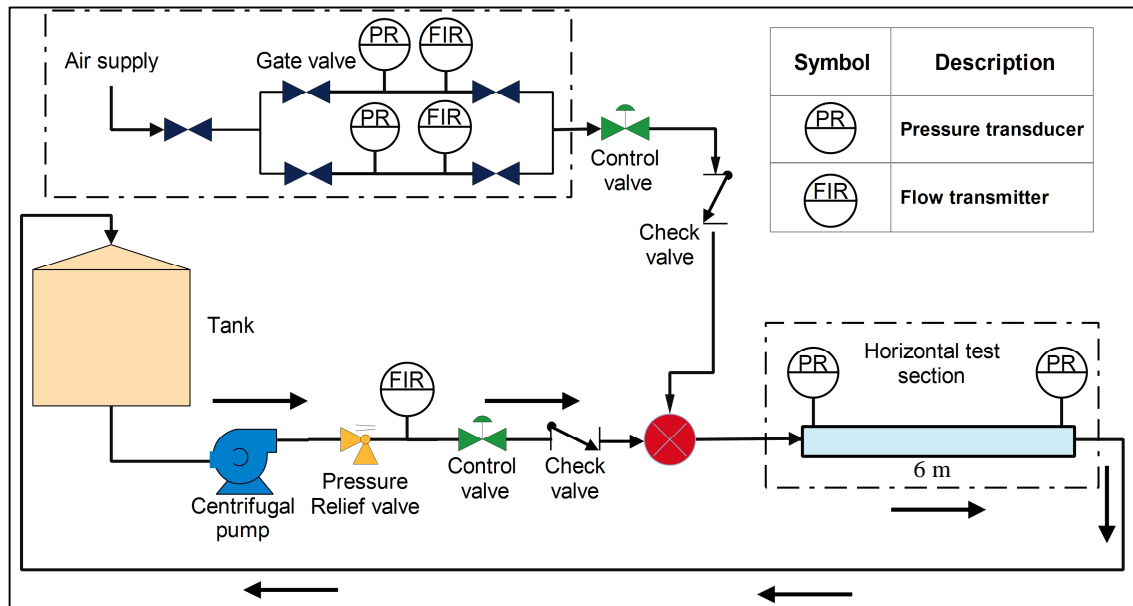 Air supply
Gate valve
PR
FIR
PR
FIR
Control
valve
Check
valve
Symbol Description
PR Pressure transducer
FIR Flow transmitter
Tank
FIR
Centrifugal
pump
Pressure
Relief valve
Control
valve
Check
valve
PR
Horizontal test
section
PR
6 m